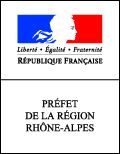 Liberté • Égalité • Fraternité
RÉPUBLIQUE FRANÇAISE
PRÉFET
DE LA RÉGION
RHÔNE-ALPES